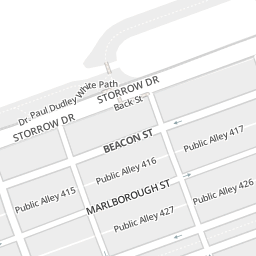 Dr. Paul Dudley White Path
STORROW DR
Back St
STORROW DR
BEACON ST
Public Alley 417
Public Alley 416
Public Alley 426
Public Alley 415
MARLBOROUGH ST
Public Alley 427